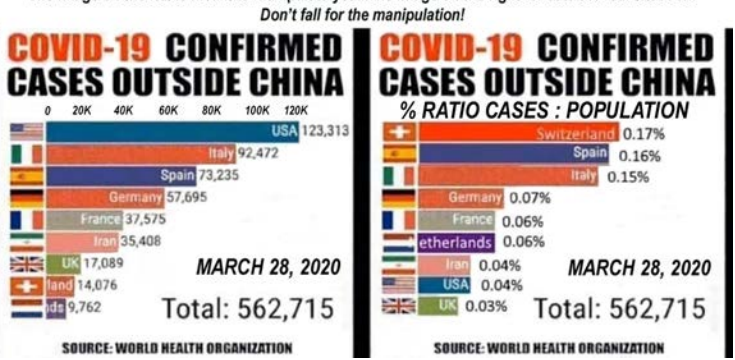 Don't fall for the manipulation!
COVID-19 CONFIRMED
CASES OUTSIDE CHINA
0 20K 40K 60K 80K 100K 120K
USA 123,313
Italy 92,472
Spain 73,235
Germany 57,695
France 37,575
Iran 35,408
UK 17,089
land 14,076
ds 9,762
MARCH 28, 2020
Total: 562,715
SOURCE: WORLD HEALTH ORGANIZATION
COVID-19 CONFIRMED
CASES OUTSIDE CHINA
% RATIO CASES : POPULATION
Switzerland 0.17%
Spain 0.16%
Italy 0.15%
Germany 0.07%
France 0.06%
etherlands 0.06%
Iran 0.04%
USA 0.04%
UK 0.03%
MARCH 28, 2020
Total: 562,715
SOURCE: WORLD HEALTH ORGANIZATION